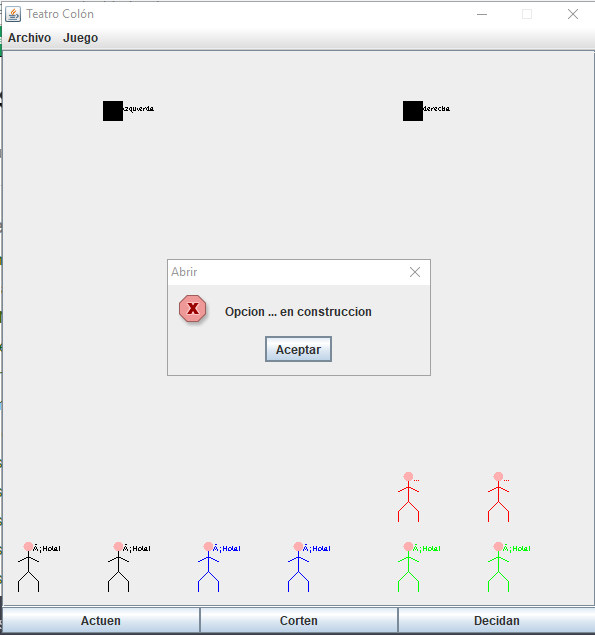 Teatro Colón
Archivo Juego
izquierda derecha
Abrir
X
Opcion ... en construccion
Aceptar
... ...
Â¡Hola! Â¡Hola! Â¡Hola! Â¡Hola! Â¡Hola! Â¡Hola!
Actuen Corten Decidan